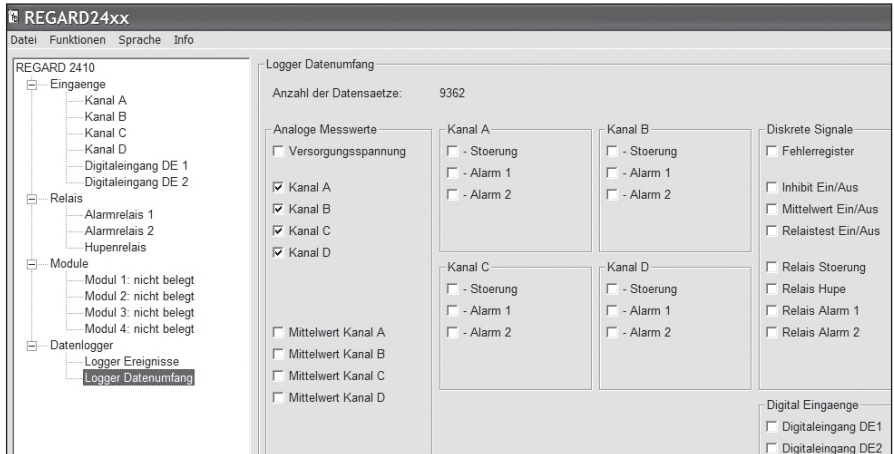 REGARD24xx
Datei Funktionen Sprache Info
REGARD 2410
Eingaenge
Kanal A
Kanal B
Kanal C
Kanal D
Digitaleingang DE 1
Digitaleingang DE 2
Relais
Alarmrelais 1
Alarmrelais 2
Hupenrelais
Module
Modul 1: nicht belegt
Modul 2: nicht belegt
Modul 3: nicht belegt
Modul 4: nicht belegt
Datenlogger
Logger Ereignisse
Logger Datenumfang
Logger Datenumfang
Anzahl der Datensaetze: 9362
Analoge Messwerte
Versorgungsspannung
Kanal A
Kanal B
Kanal C
Kanal D
Mittelwert Kanal A
Mittelwert Kanal B
Mittelwert Kanal C
Mittelwert Kanal D
Kanal A
- Stoerung
- Alarm 1
- Alarm 2
Kanal B
- Stoerung
- Alarm 1
- Alarm 2
Kanal C
- Stoerung
- Alarm 1
- Alarm 2
Kanal D
- Stoerung
- Alarm 1
- Alarm 2
Diskrete Signale
Fehlerregister
Inhibit Ein/Aus
Mittelwert Ein/Aus
Relaistest Ein/Aus
Relais Stoerung
Relais Hupe
Relais Alarm 1
Relais Alarm 2
Digital Eingaenge
Digitaleingang DE1
Digitaleingang DE2